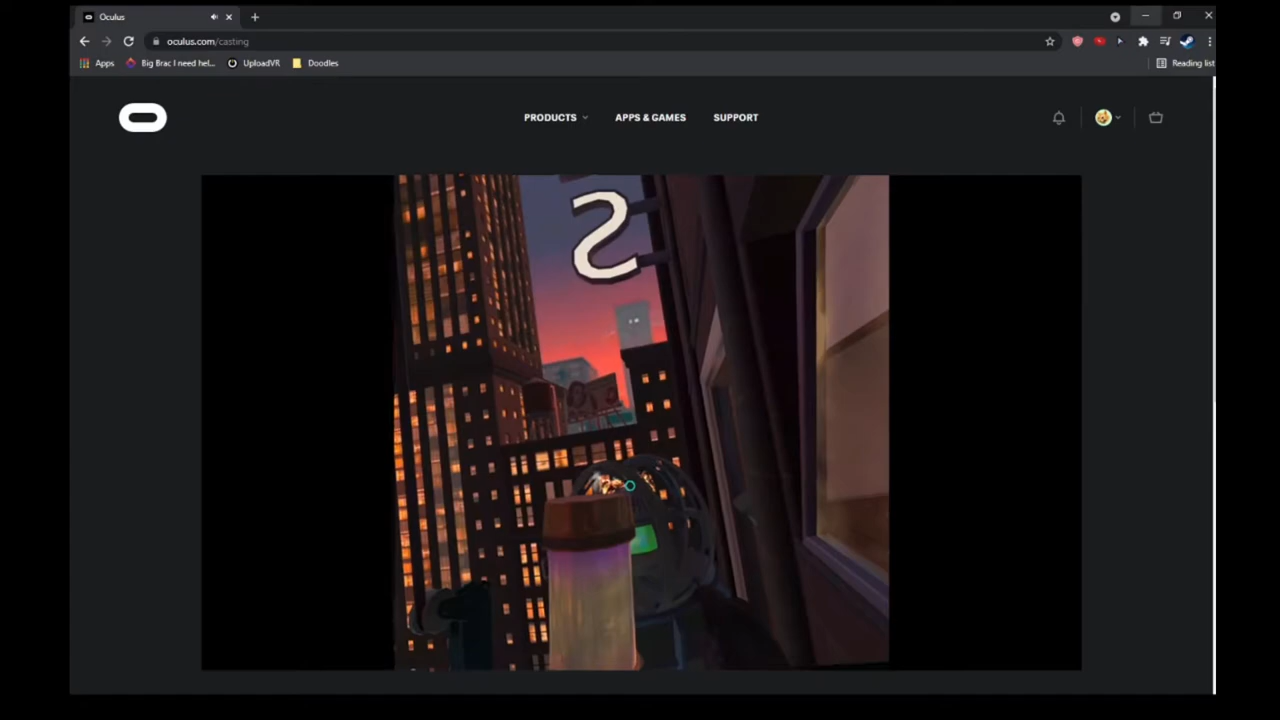 Oculus
oculus.com/casting
Apps
Big Brac I need hel...
UploadVR
Doodles
Reading list
PRODUCTS
APPS & GAMES
SUPPORT
S